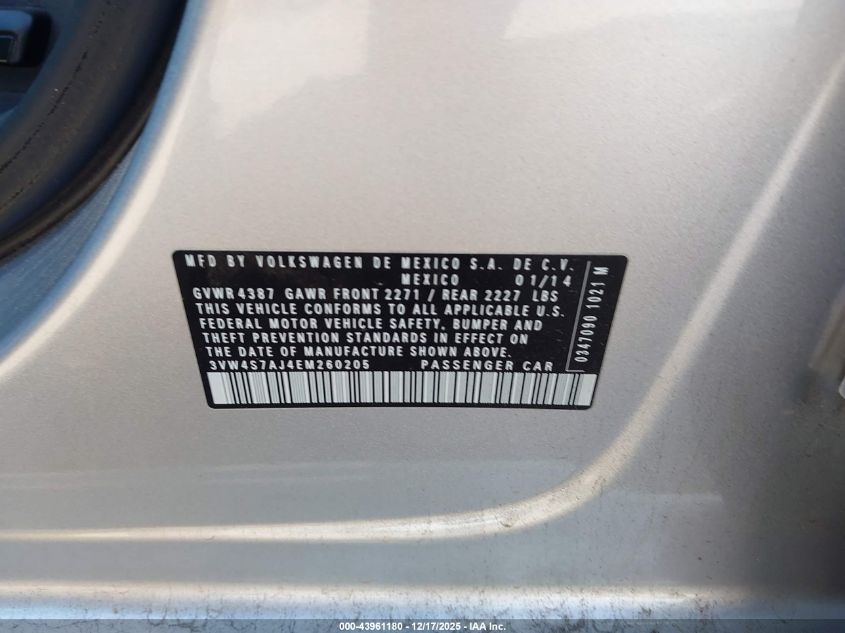 MFD BY VOLKSWAGEN DE MEXICO S.A. DE C.V.
MEXICO 01/14
GVWR 4387 GAWR FRONT 2271 / REAR 2227 LBS
THIS VEHICLE CONFORMS TO ALL APPLICABLE U.S.
FEDERAL MOTOR VEHICLE SAFETY, BUMPER AND
THEFT PREVENTION STANDARDS IN EFFECT ON
THE DATE OF MANUFACTURE SHOWN ABOVE.
3VW4S7AJ4EM260205 PASSENGER CAR
0347090 1021 M
000-43961180 - 12/17/2025 - IAA Inc.